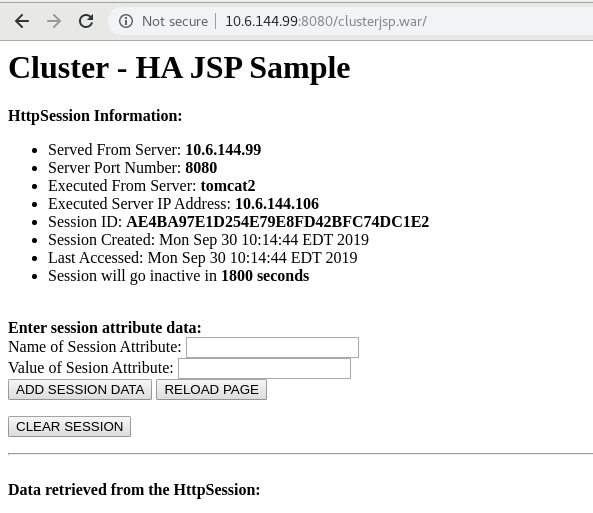 Not secure | 10.6.144.99:8080/clusterjsp.war/
Cluster - HA JSP Sample
HttpSession Information:
• Served From Server: 10.6.144.99
• Server Port Number: 8080
• Executed From Server: tomcat2
• Executed Server IP Address: 10.6.144.106
• Session ID: AE4BA97E1D254E79E8FD42BFC74DC1E2
• Session Created: Mon Sep 30 10:14:44 EDT 2019
• Last Accessed: Mon Sep 30 10:14:44 EDT 2019
• Session will go inactive in 1800 seconds
Enter session attribute data:
Name of Session Attribute:
Value of Sesion Attribute:
ADD SESSION DATA RELOAD PAGE
CLEAR SESSION
Data retrieved from the HttpSession: